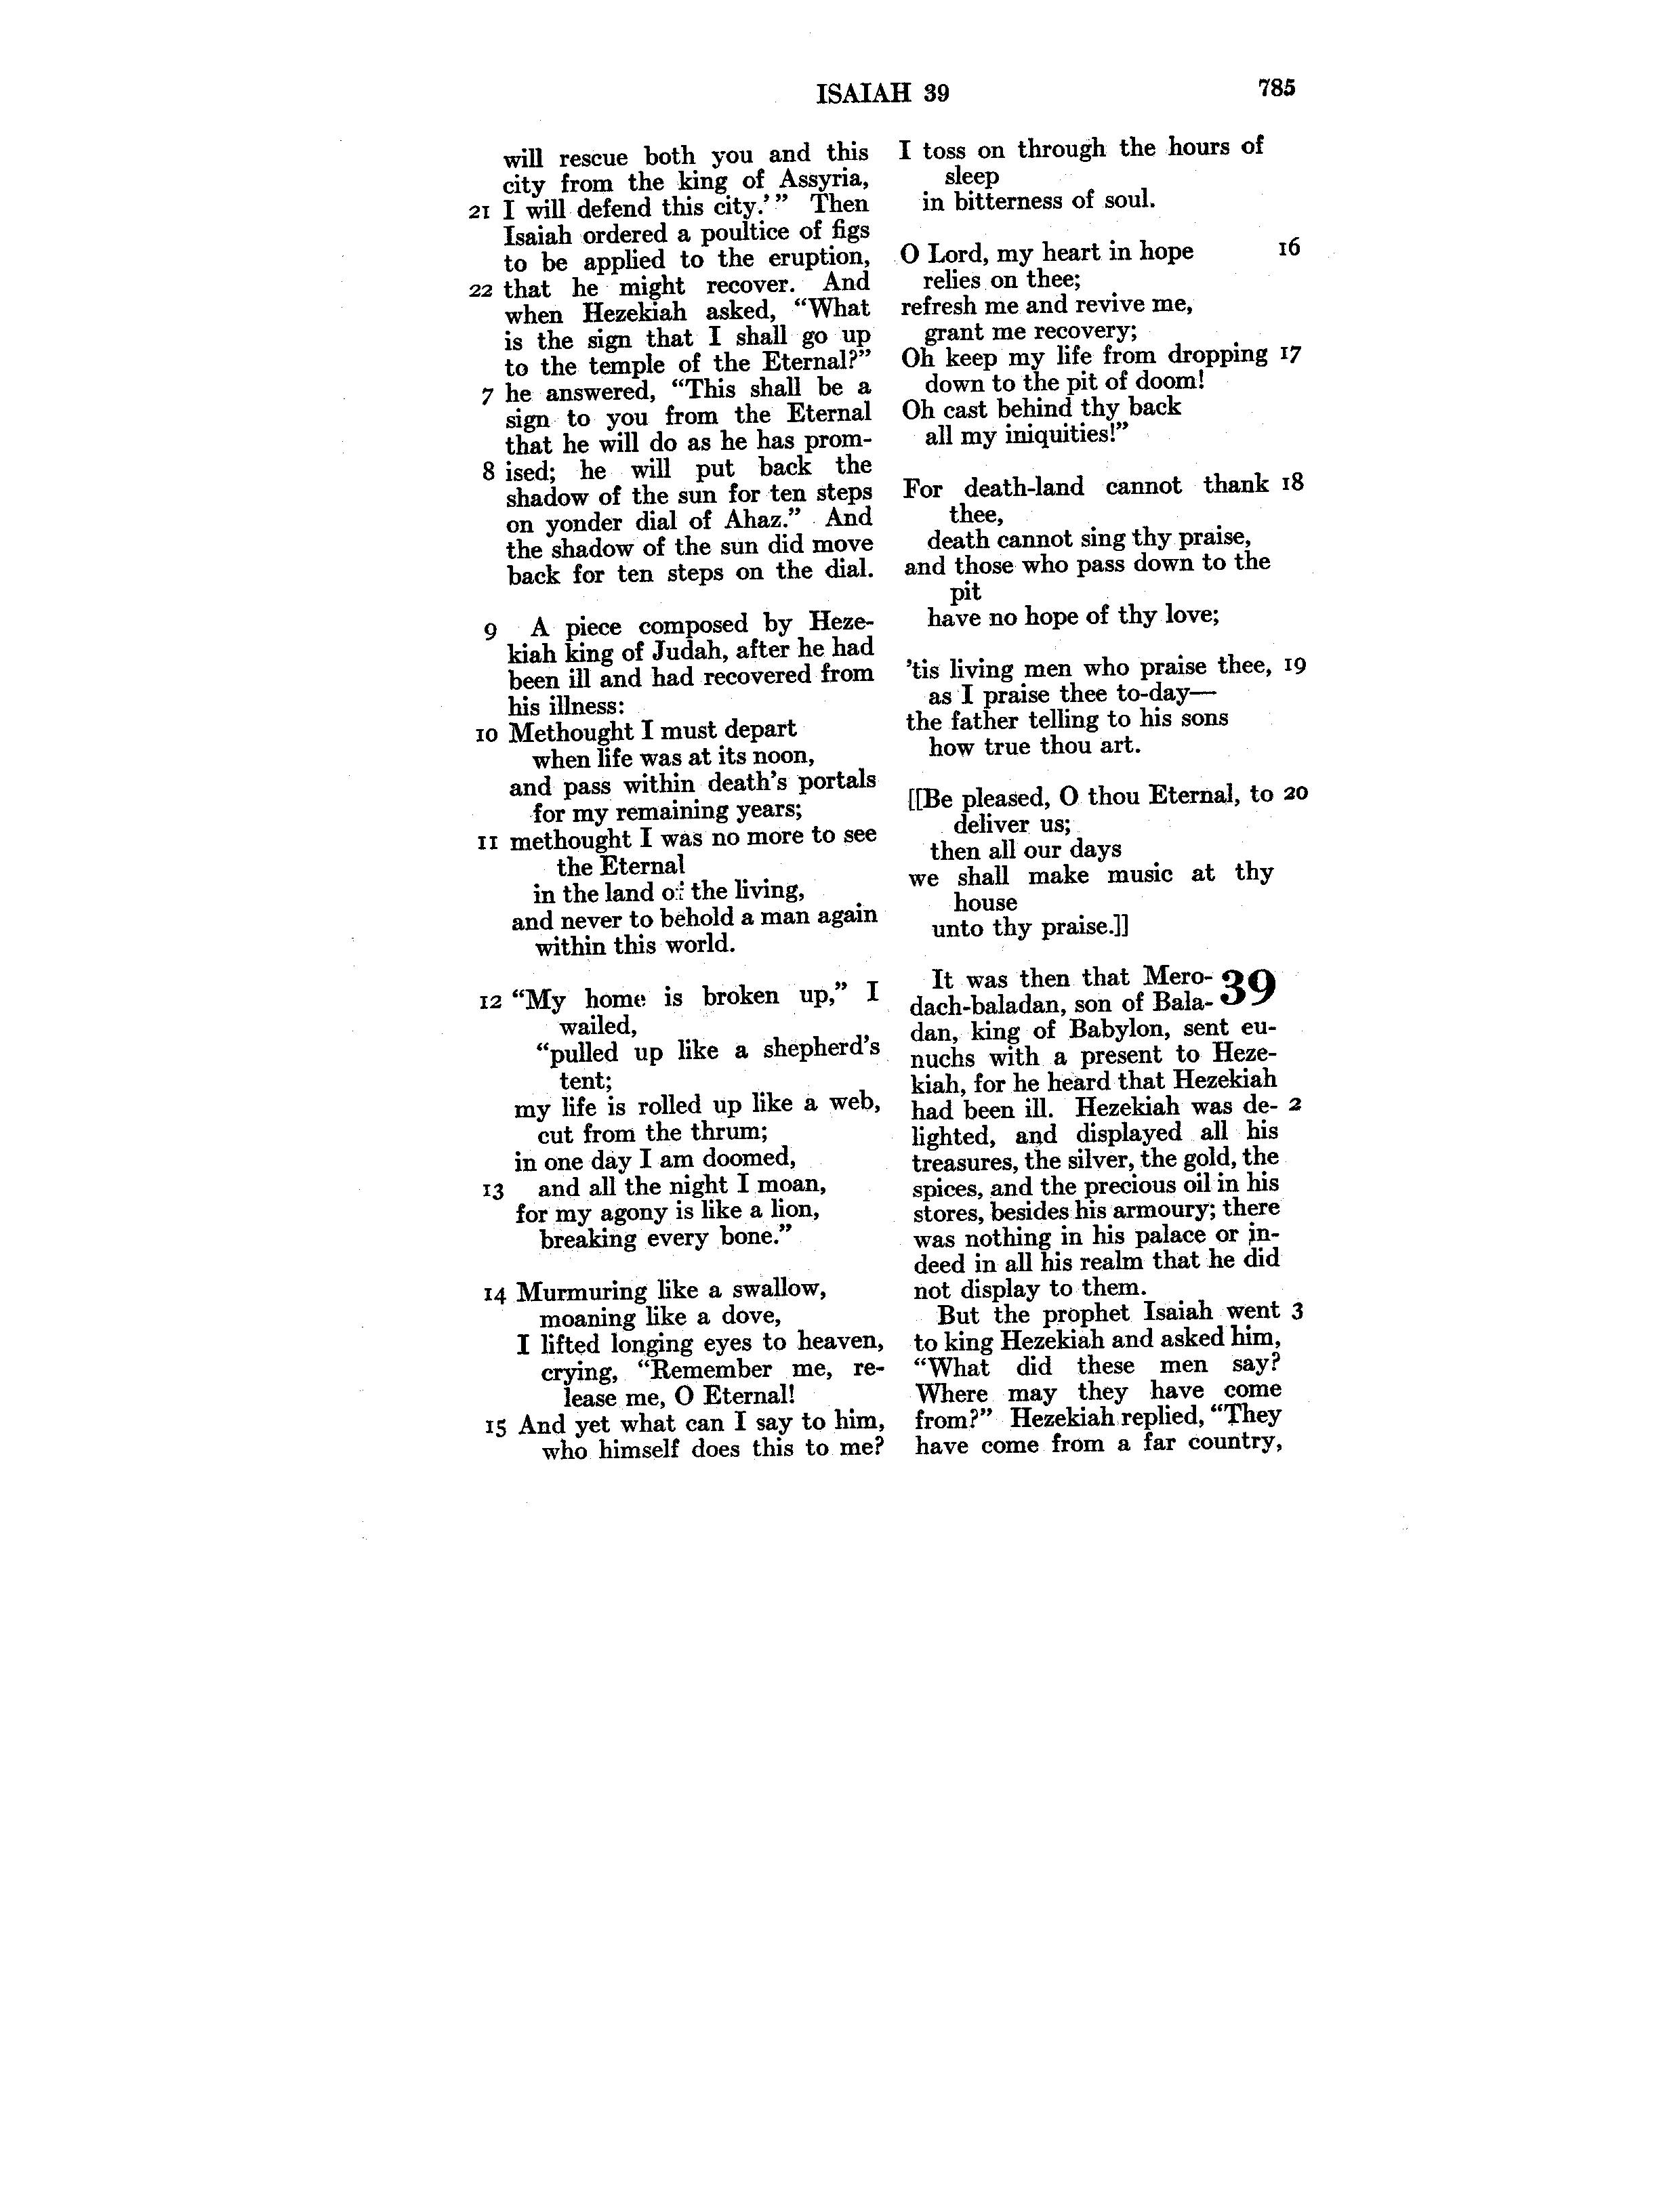 ISAIAH 39 785
will rescue both you and this
city from the king of Assyria,
21 I will defend this city.’” Then
Isaiah ordered a poultice of figs
to be applied to the eruption,
22 that he might recover. And
when Hezekiah asked, “What
is the sign that I shall go up
to the temple of the Eternal?”
7 he answered, “This shall be a
sign to you from the Eternal
that he will do as he has prom-
8 ised; he will put back the
shadow of the sun for ten steps
on yonder dial of Ahaz.” And
the shadow of the sun did move
back for ten steps on the dial.
9 A piece composed by Heze-
kiah king of Judah, after he had
been ill and had recovered from
his illness:
10 Methought I must depart
when life was at its noon,
and pass within death’s portals
for my remaining years;
11 methought I was no more to see
the Eternal
in the land of the living,
and never to behold a man again
within this world.
12 “My home is broken up,” I
wailed,
“pulled up like a shepherd’s
tent;
my life is rolled up like a web,
cut from the thrum;
in one day I am doomed,
13 and all the night I moan,
for my agony is like a lion,
breaking every bone.”
14 Murmuring like a swallow,
moaning like a dove,
I lifted longing eyes to heaven,
crying, “Remember me, re-
lease me, O Eternal!
15 And yet what can I say to him,
who himself does this to me?
I toss on through the hours of
sleep
in bitterness of soul.
O Lord, my heart in hope 16
relies on thee;
refresh me and revive me,
grant me recovery;
Oh keep my life from dropping 17
down to the pit of doom!
Oh cast behind thy back
all my iniquities!”
For death-land cannot thank 18
thee,
death cannot sing thy praise,
and those who pass down to the
pit
have no hope of thy love;
’tis living men who praise thee, 19
as I praise thee to-day—
the father telling to his sons
how true thou art.
[[Be pleased, O thou Eternal, to 20
deliver us;
then all our days
we shall make music at thy
house
unto thy praise.]]
It was then that Mero- 39
dach-baladan, son of Bala-
dan, king of Babylon, sent eu-
nuchs with a present to Heze-
kiah, for he heard that Hezekiah
had been ill. Hezekiah was de- 2
lighted, and displayed all his
treasures, the silver, the gold, the
spices, and the precious oil in his
stores, besides his armoury; there
was nothing in his palace or in-
deed in all his realm that he did
not display to them.
But the prophet Isaiah went 3
to king Hezekiah and asked him,
“What did these men say?
Where may they have come
from?” Hezekiah replied, “They
have come from a far country,